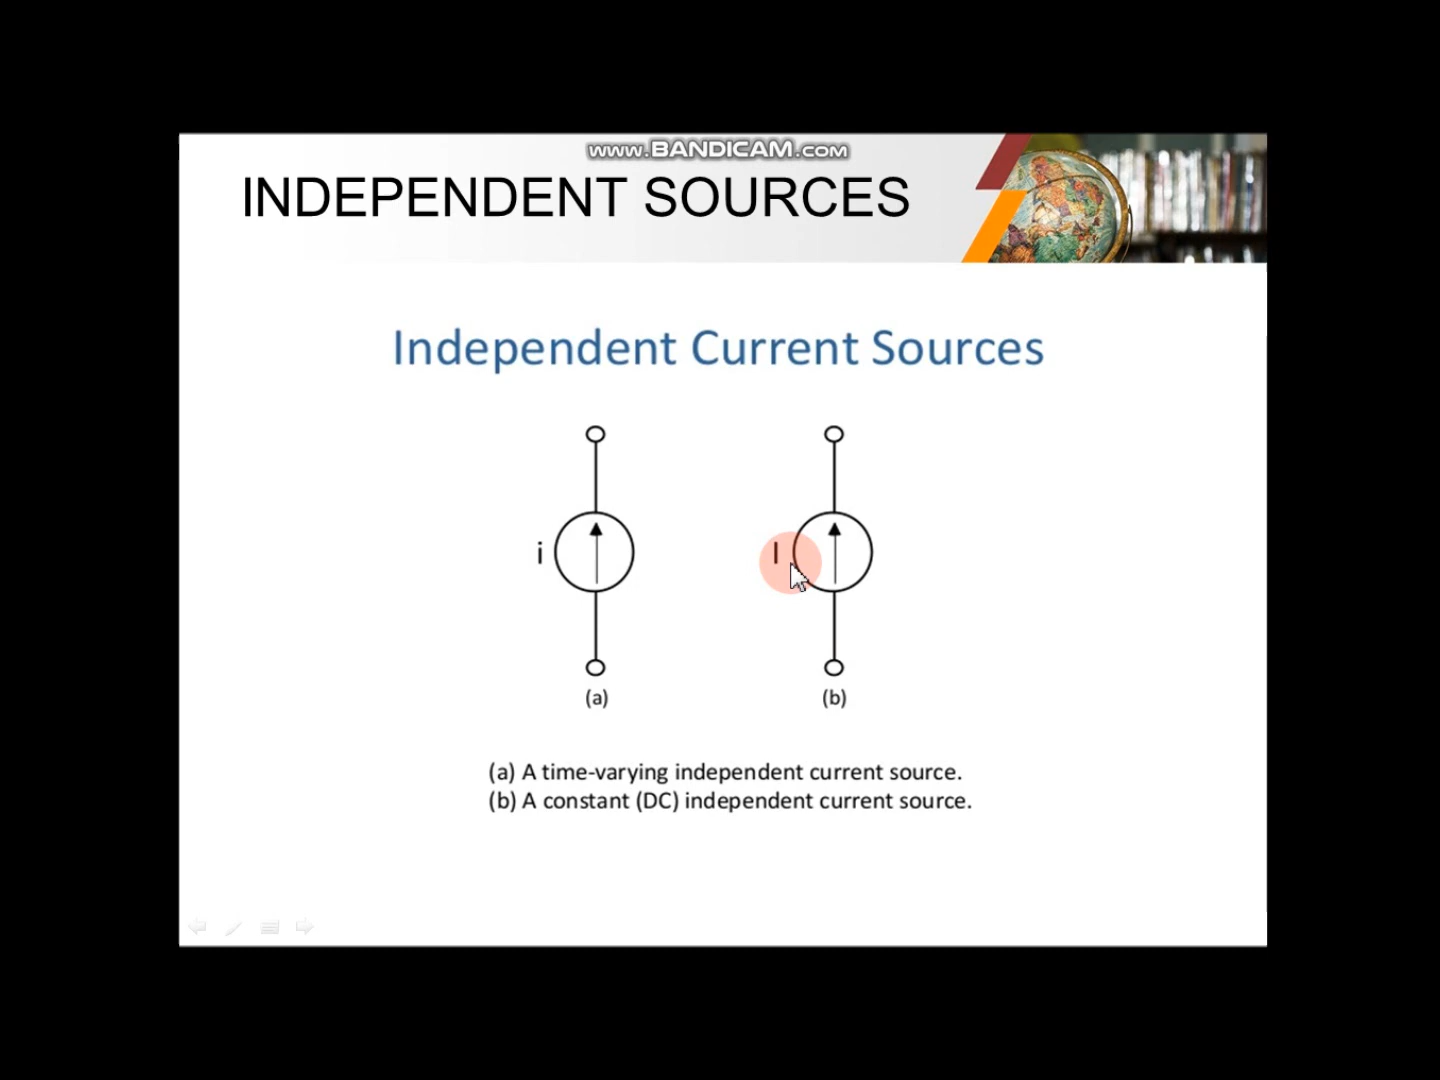 www.BANDICAM.com
INDEPENDENT SOURCES
Independent Current Sources
i
I
(a)
(b)
(a) A time-varying independent current source.
(b) A constant (DC) independent current source.